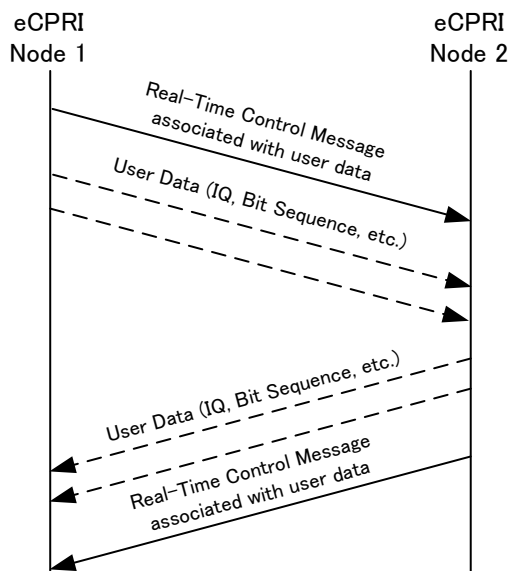 eCPRI
Node 1
eCPRI
Node 2
Real-Time Control Message
associated with user data
User Data (IQ, Bit Sequence, etc.)
User Data (IQ, Bit Sequence, etc.)
Real-Time Control Message
associated with user data